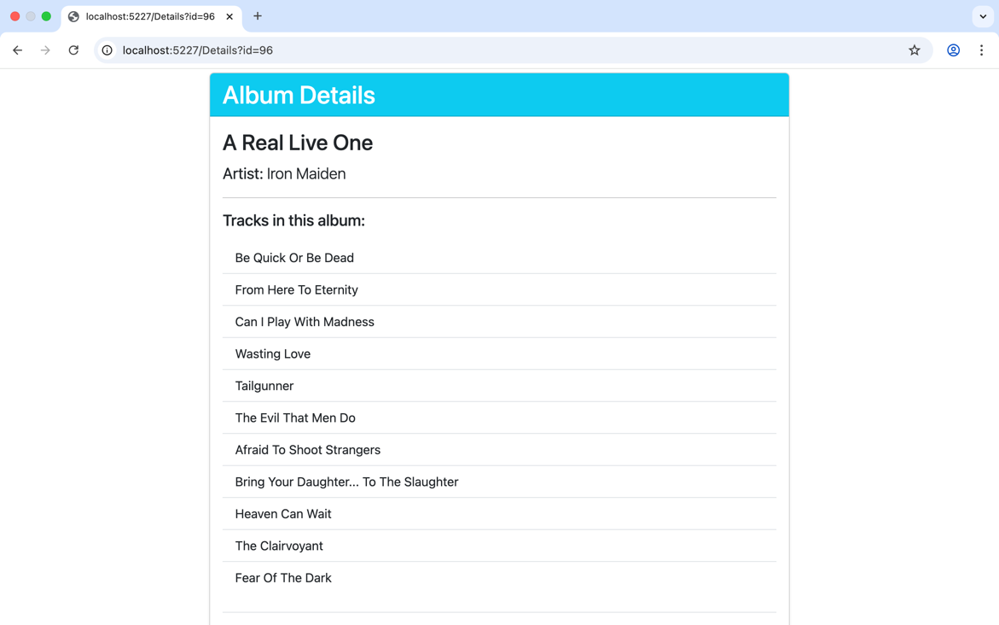 localhost:5227/Details?id=96
localhost:5227/Details?id=96
Album Details
A Real Live One
Artist: Iron Maiden
Tracks in this album:
Be Quick Or Be Dead
From Here To Eternity
Can I Play With Madness
Wasting Love
Tailgunner
The Evil That Men Do
Afraid To Shoot Strangers
Bring Your Daughter... To The Slaughter
Heaven Can Wait
The Clairvoyant
Fear Of The Dark